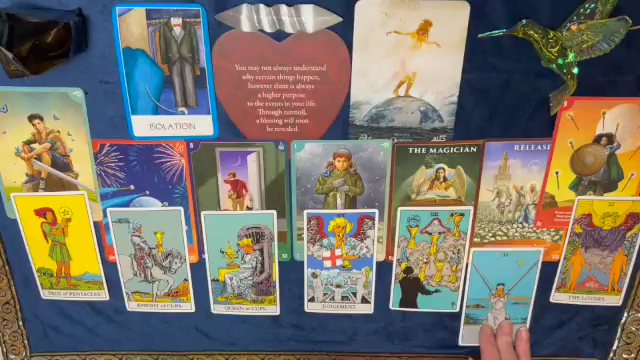 ISOLATION
You may not always understand
why certain things happen,
however there is always
a higher purpose
to the events in your life.
Through turmoil,
a blessing will soon
be revealed.
THE MAGICIAN
RELEASE
PAGE of PENTACLES.
KNIGHT of CUPS.
QUEEN of CUPS.
JUDGEMENT.
THE LOVERS.